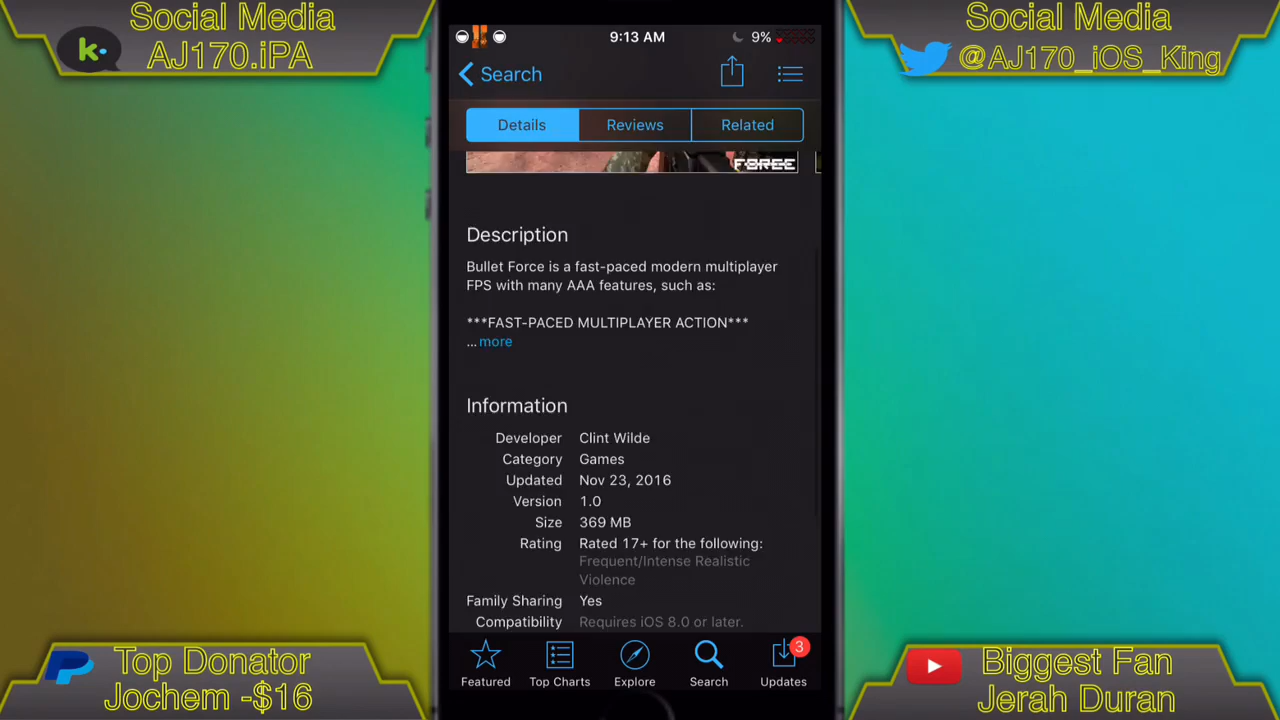 Social Media
AJ170.iPA
k.
Social Media
@AJ170_iOS_King
9:13 AM
9%
Search
Details
Reviews
Related
FORCE
Description
Bullet Force is a fast-paced modern multiplayer
FPS with many AAA features, such as:
***FAST-PACED MULTIPLAYER ACTION***
...more
Information
Developer Clint Wilde
Category Games
Updated Nov 23, 2016
Version 1.0
Size 369 MB
Rating Rated 17+ for the following:
Frequent/Intense Realistic
Violence
Family Sharing Yes
Compatibility Requires iOS 8.0 or later.
Featured
Top Charts
Explore
Search
3
Updates
Top Donator
Jochem -$16
Biggest Fan
Jerah Duran